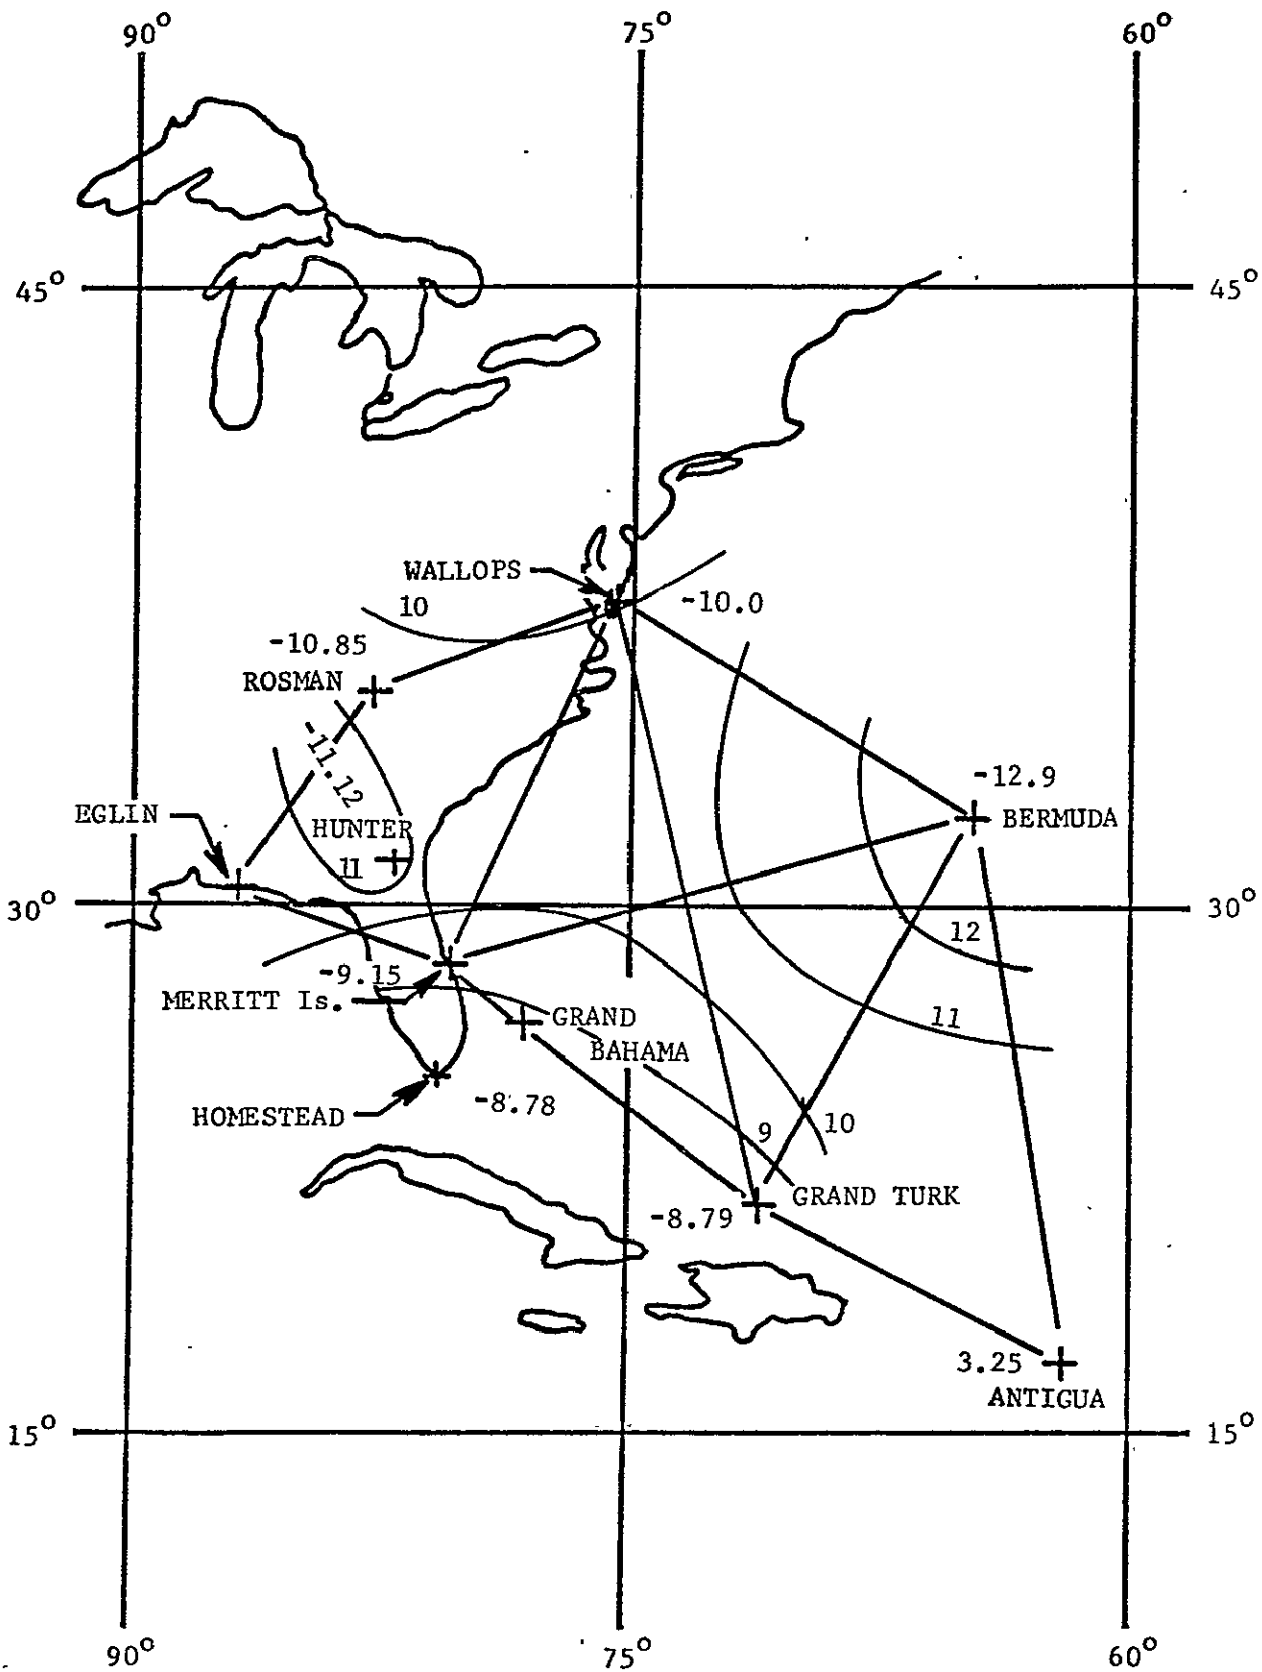 90° 75° 60°
45° 45°
WALLOPS
10
-10.0
-10.85
ROSMAN
-11.12
-12.9
EGLIN
HUNTER
BERMUDA
11
30° 30°
12
-9.15
MERRITT Is.
GRAND
BAHAMA
11
HOMESTEAD
-8.78
9
10
GRAND TURK
-8.79
3.25
ANTIGUA
15° 15°
90° 75° 60°